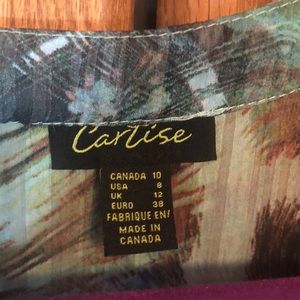 Carlise
CANADA 10
USA 8
UK 12
EURO 38
FABRIQUE EN/
MADE IN
CANADA